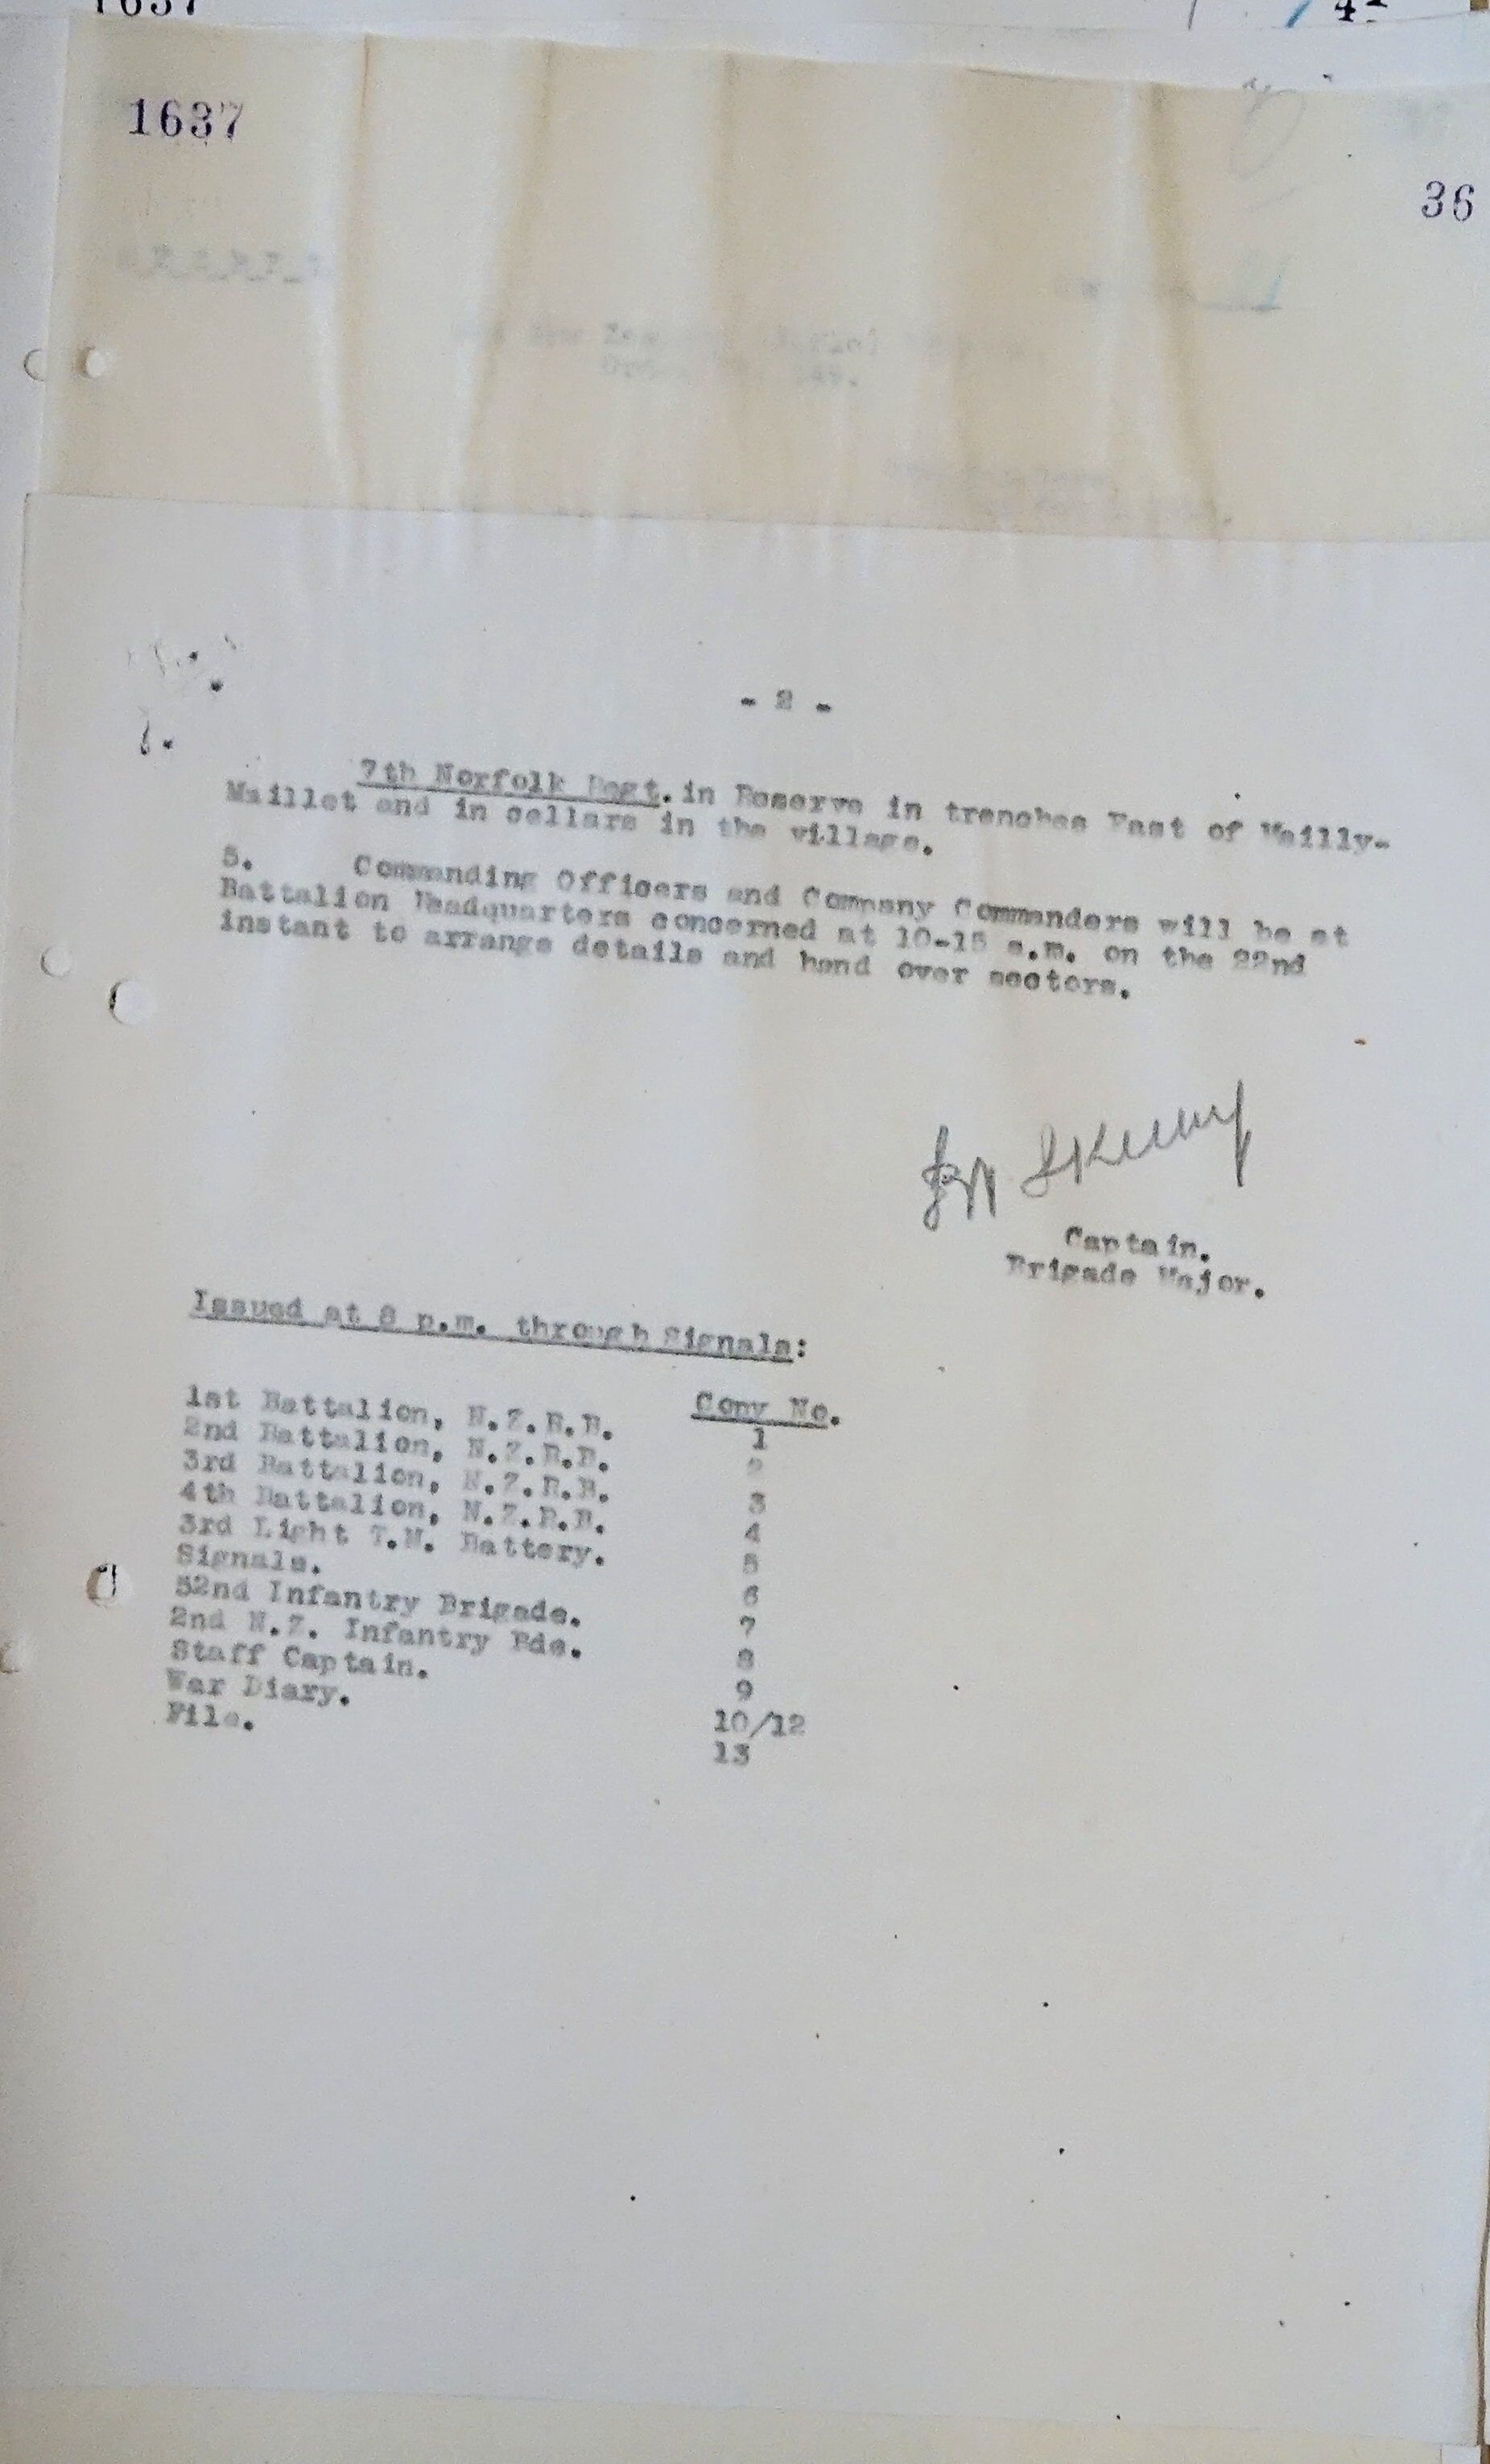 1637
36
- 2 -
7th Norfolk Regt. in Reserve in trenches East of Mailly-
Maillet and in cellars in the village.
5. Commanding Officers and Company Commanders will be at
Battalion Headquarters concerned at 10-15 a.m. on the 22nd
instant to arrange details and hand over sectors.
Captain.
Brigade Major.
Issued at 8 p.m. through Signals:
Copy No.
1st Battalion, N.Z.R.B. 1
2nd Battalion, N.Z.R.B. 2
3rd Battalion, N.Z.R.B. 3
4th Battalion, N.Z.R.B. 4
3rd Light T.M. Battery. 5
Signals. 6
52nd Infantry Brigade. 7
2nd N.Z. Infantry Bde. 8
Staff Captain. 9
War Diary. 10/12
File. 13